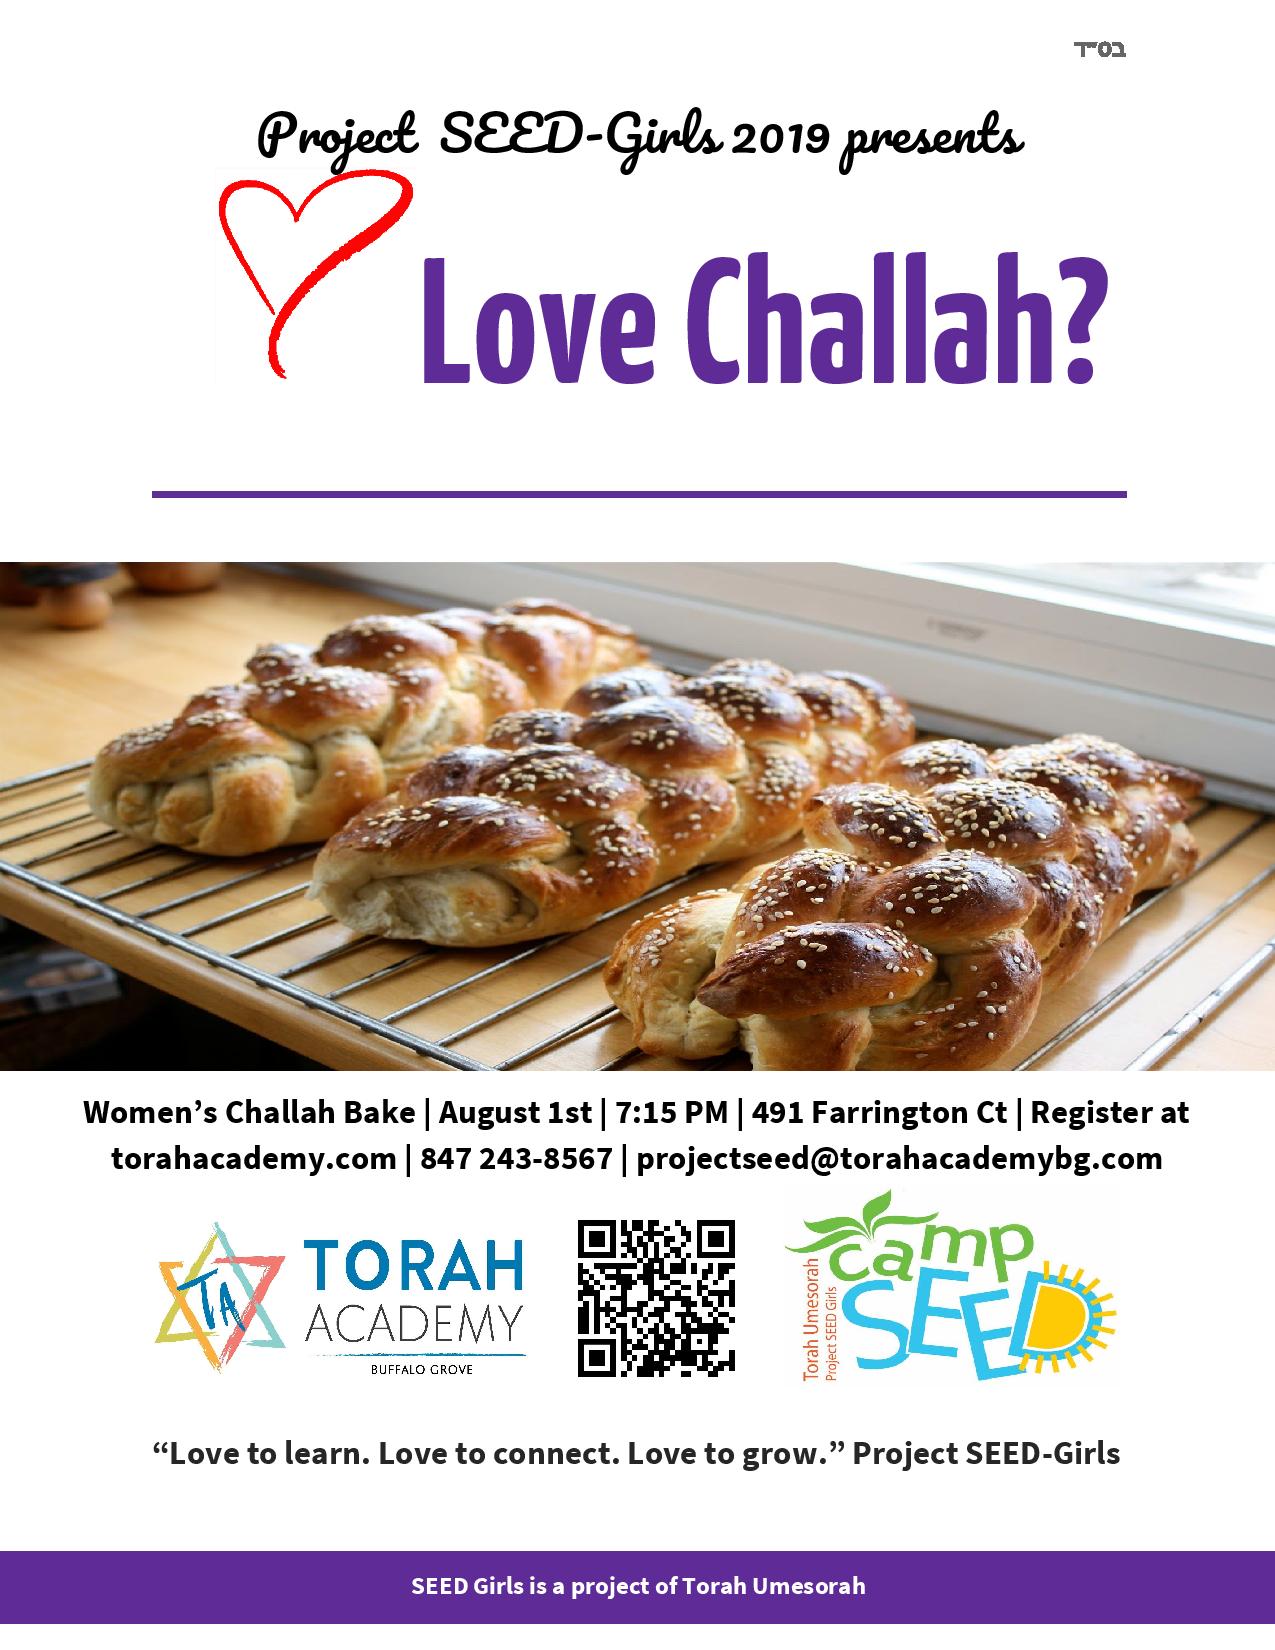 בס״ד
Project SEED-Girls 2019 presents
Love Challah?
Women’s Challah Bake | August 1st | 7:15 PM | 491 Farrington Ct | Register at
torahacademy.com | 847 243-8567 | projectseed@torahacademybg.com
TA
TORAH
ACADEMY
BUFFALO GROVE
camp
SEED
Torah Umesorah
Project SEED Girls
“Love to learn. Love to connect. Love to grow.” Project SEED-Girls
SEED Girls is a project of Torah Umesorah